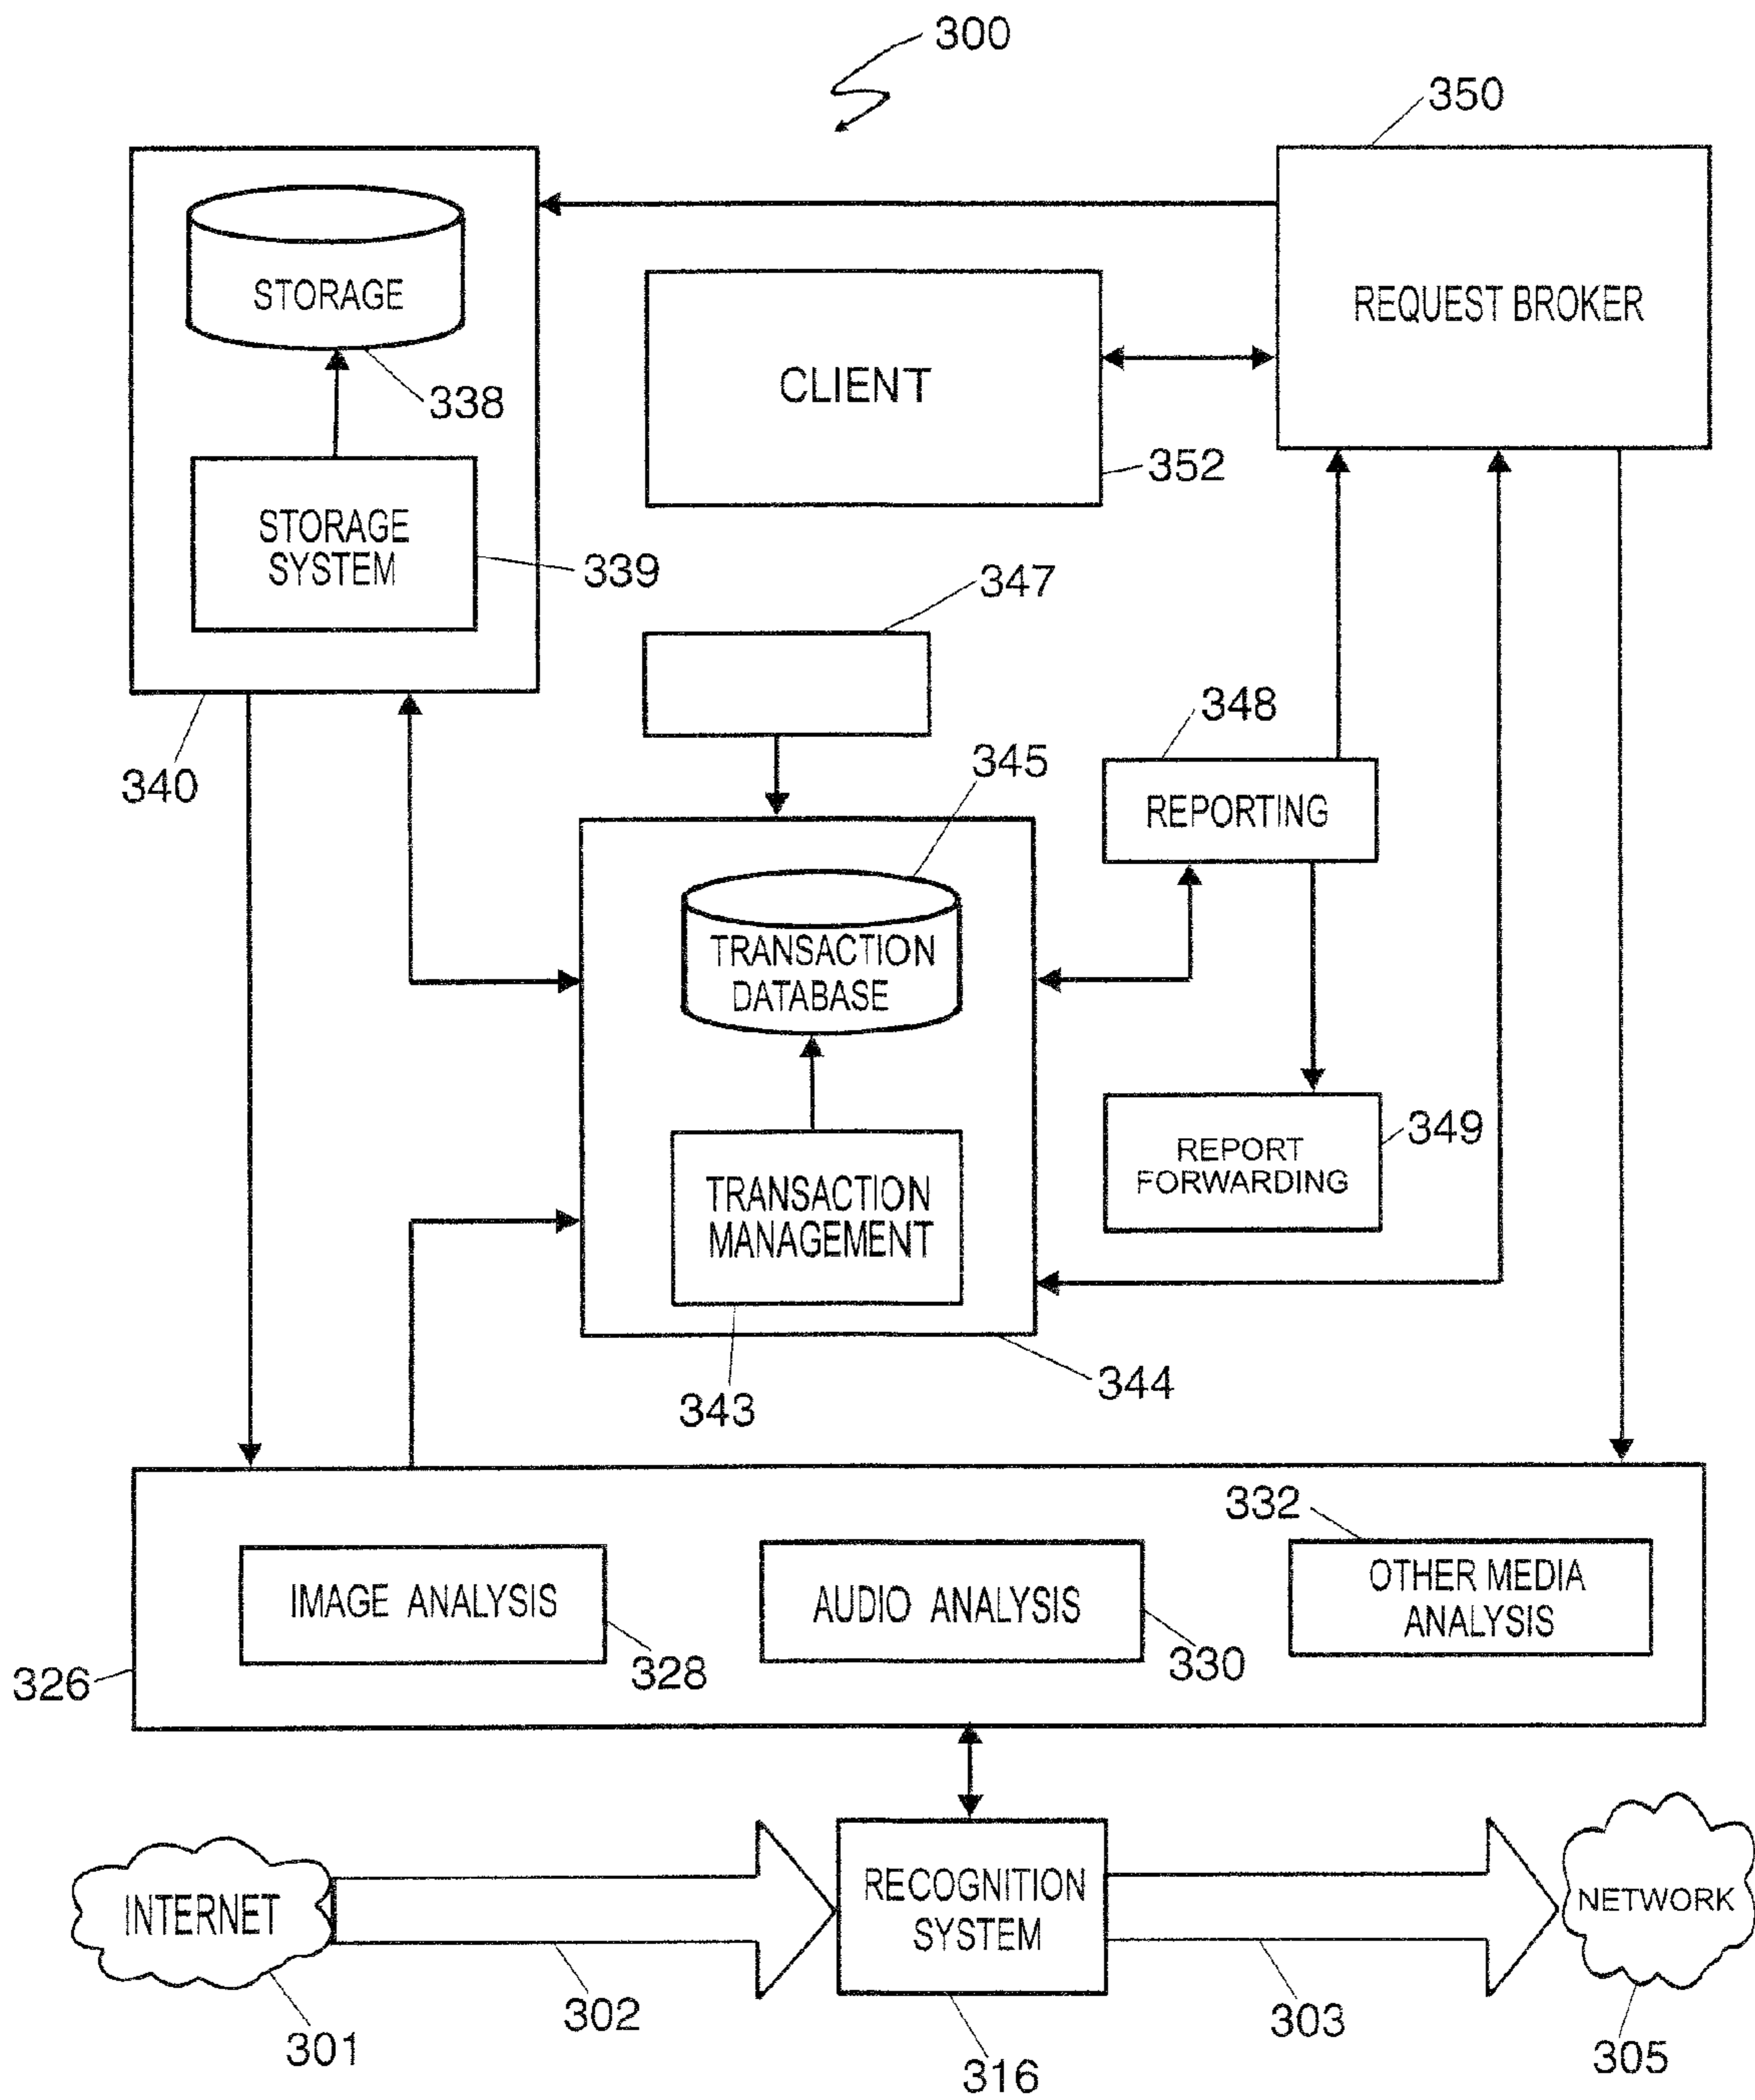 300
350
STORAGE
338
STORAGE
SYSTEM
339
340
CLIENT
352
REQUEST BROKER
347
345
TRANSACTION
DATABASE
TRANSACTION
MANAGEMENT
343
344
348
REPORTING
REPORT
FORWARDING
349
326
IMAGE ANALYSIS
328
AUDIO ANALYSIS
330
332
OTHER MEDIA
ANALYSIS
INTERNET
301
302
RECOGNITION
SYSTEM
316
303
NETWORK
305